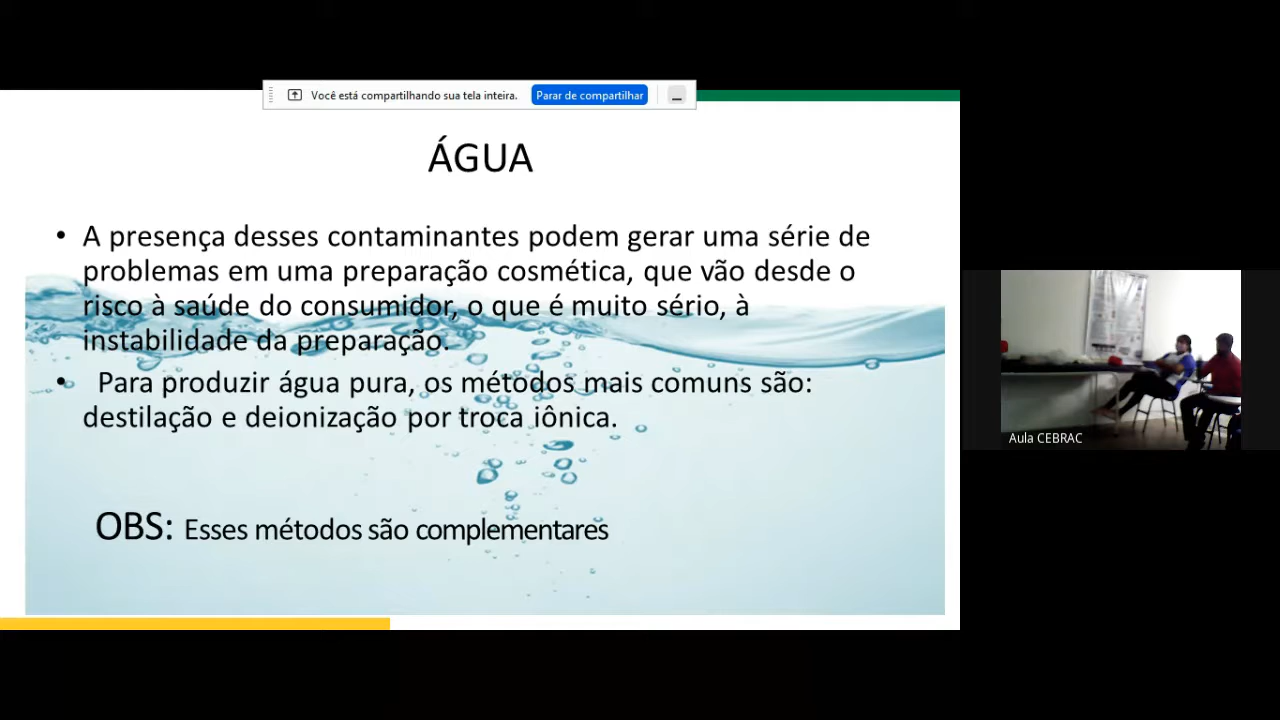 Você está compartilhando sua tela inteira. Parar de compartilhar
ÁGUA
• A presença desses contaminantes podem gerar uma série de
problemas em uma preparação cosmética, que vão desde o
risco à saúde do consumidor, o que é muito sério, à
instabilidade da preparação.
• Para produzir água pura, os métodos mais comuns são:
destilação e deionização por troca iônica.
OBS: Esses métodos são complementares
Aula CEBRAC